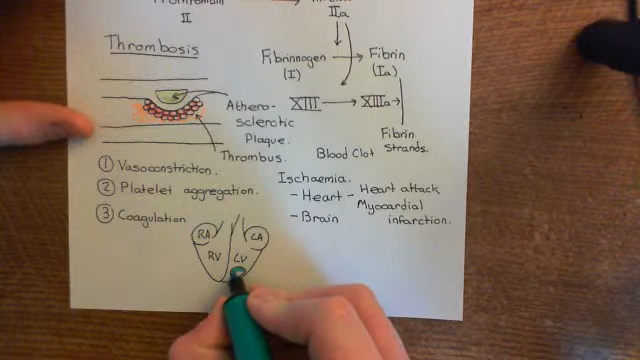 II
IIa
Thrombosis
Fibrinnogen
(I)
Fibrin
(Ia)
XIII
XIIIa
Fibrin
strands.
Blood Clot
Athero-
sclerotic
Plaque.
Thrombus.
① Vasoconstriction.
② Platelet aggregation.
③ Coagulation
Ischaemia.
- Heart - Heart attack
Myocardial
infarction.
- Brain
RA
LA
RV
LV